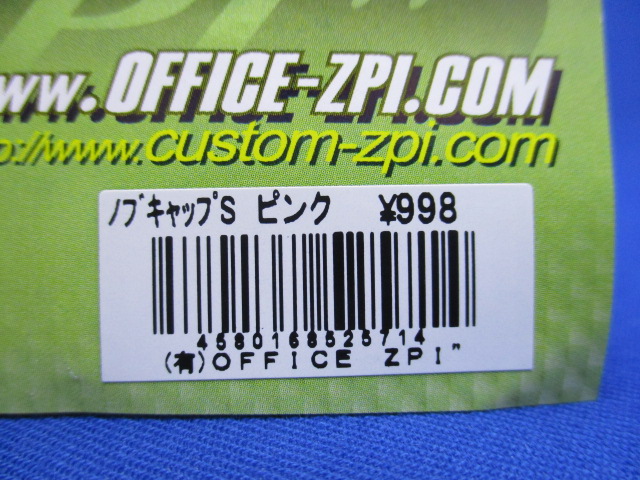 www.OFFICE-ZPI.COM
p://www.custom-zpi.com
ﾉﾌﾞｷｬｯﾌﾟS ピンク ¥998
4580168525714
(有)OFFICE ZPI"